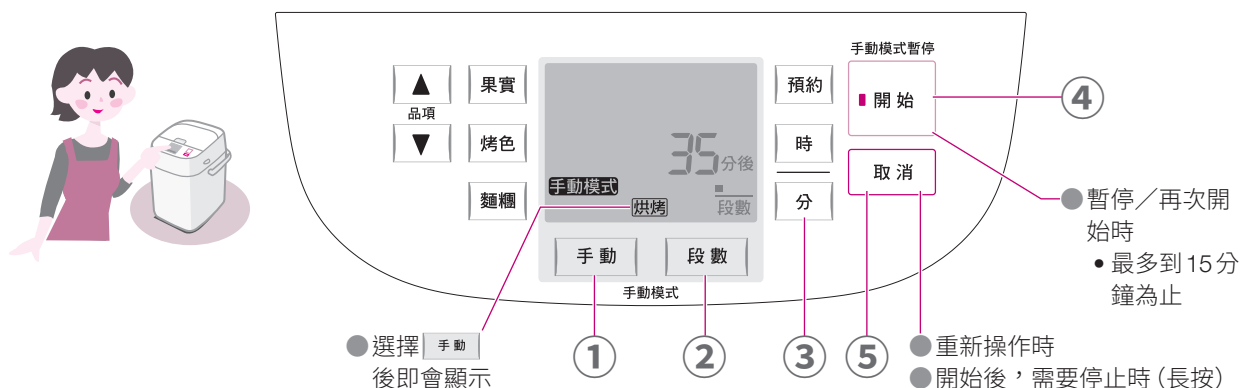 手動模式暫停
▲ 果實 預約 開始 ④
品項 35分後
▼ 烤色 時
取消
手動模式
麵糰 烘烤 段數 分
●暫停／再次開
始時
•最多到15分
鐘為止
手動 段數
手動模式
●選擇 手動
後即會顯示
① ② ③ ⑤
●重新操作時
●開始後，需要停止時（長按）